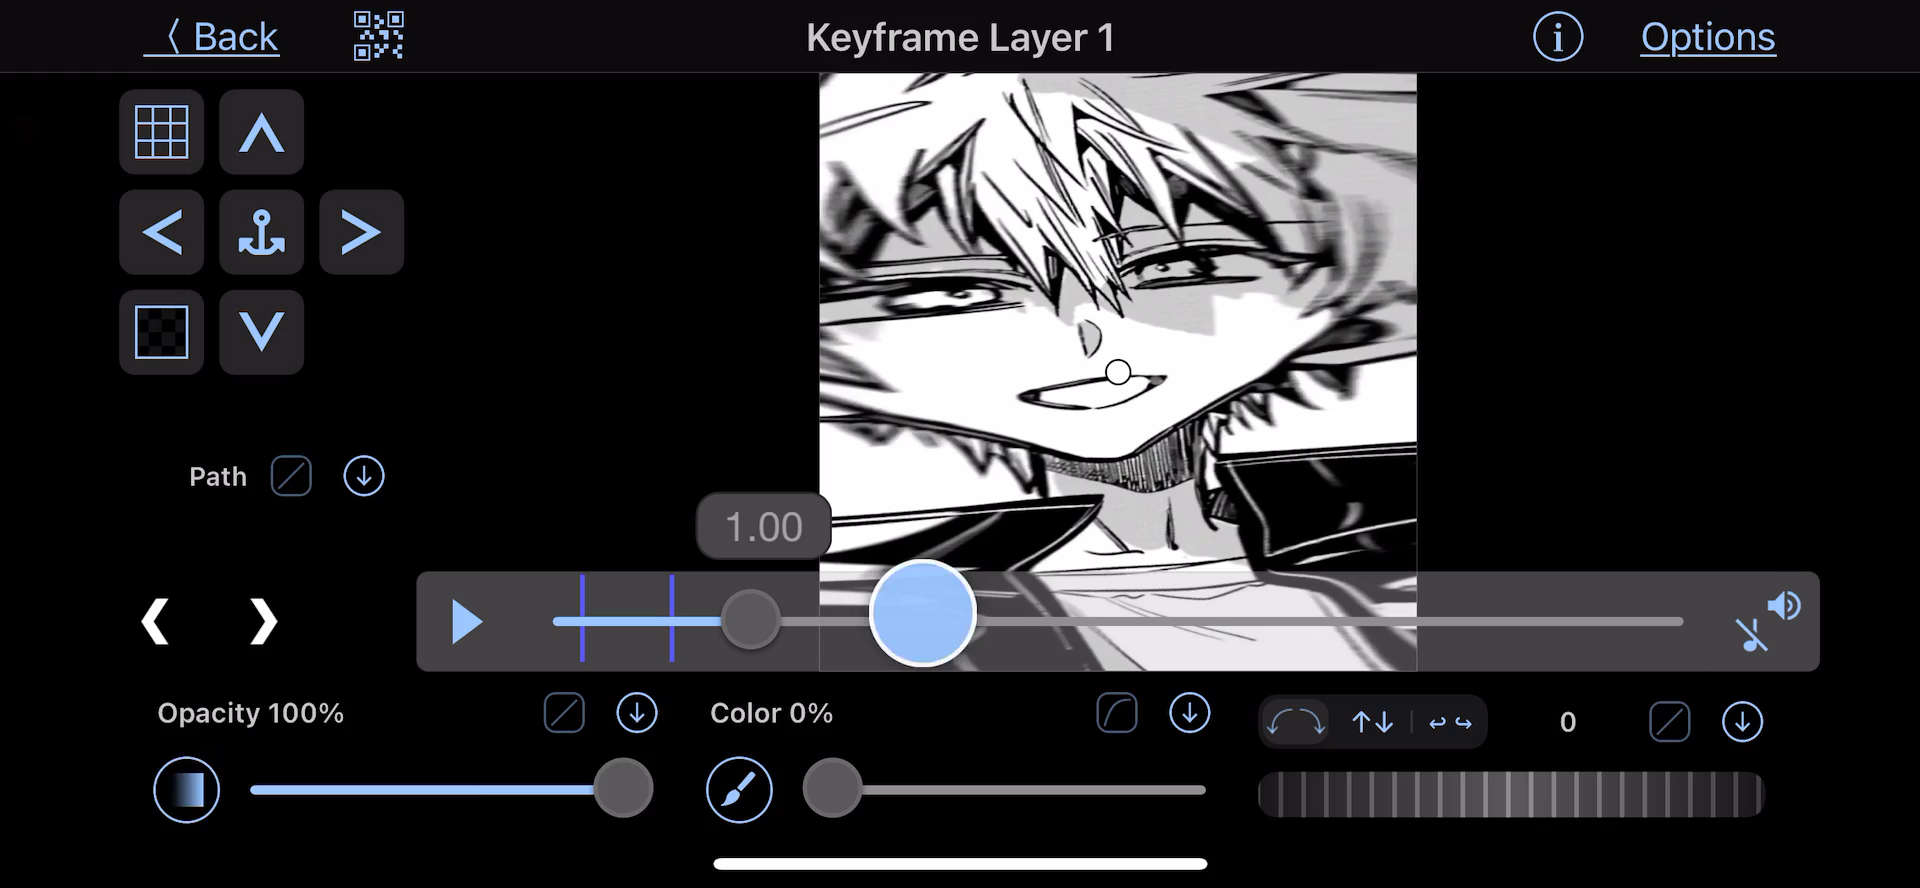 Back
Keyframe Layer 1
Options
Path
1.00
Opacity 100%
Color 0%
0